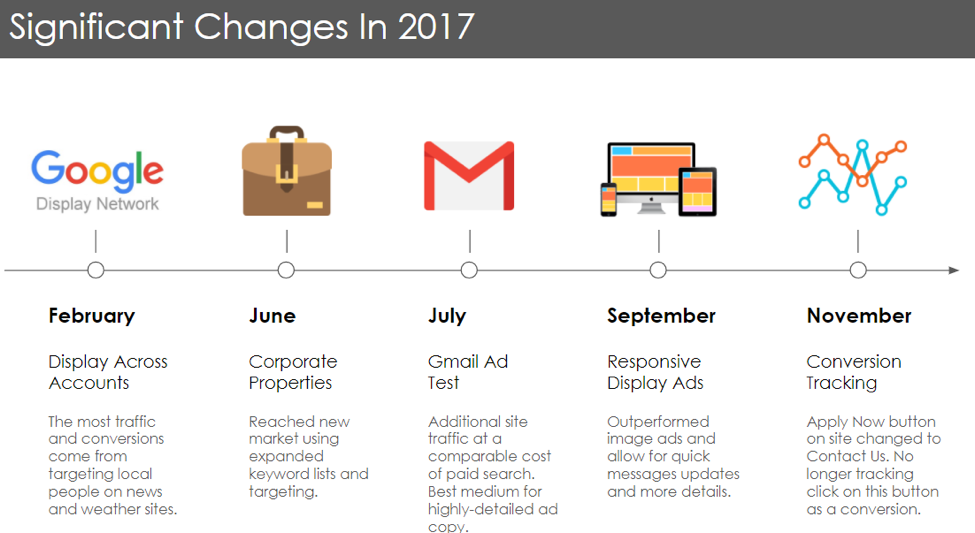 Significant Changes In 2017
Google
Display Network
February
Display Across
Accounts
The most traffic
and conversions
come from
targeting local
people on news
and weather sites.
June
Corporate
Properties
Reached new
market using
expanded
keyword lists and
targeting.
July
Gmail Ad
Test
Additional site
traffic at a
comparable cost
of paid search.
Best medium for
highly-detailed ad
copy.
September
Responsive
Display Ads
Outperformed
image ads and
allow for quick
messages updates
and more details.
November
Conversion
Tracking
Apply Now button
on site changed to
Contact Us. No
longer tracking
click on this button
as a conversion.